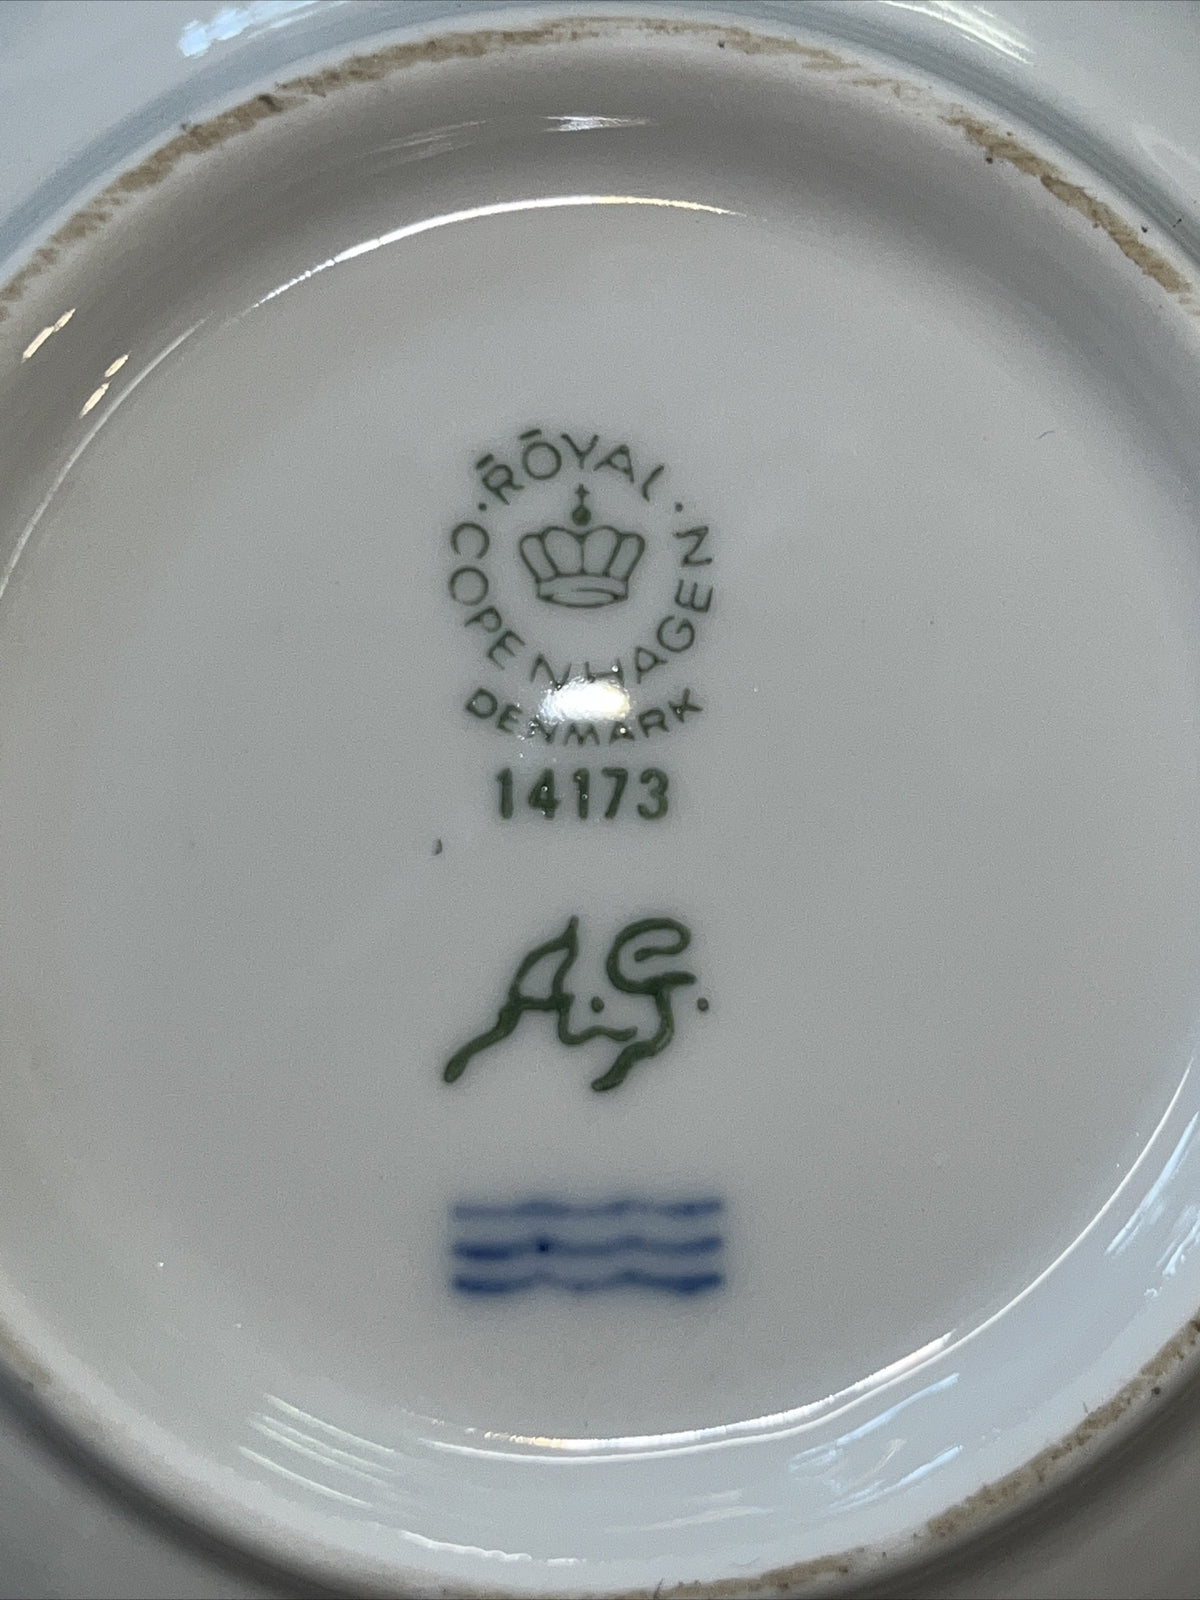 ROYAL · COPENHAGEN ·
DENMARK
14173
A.G.